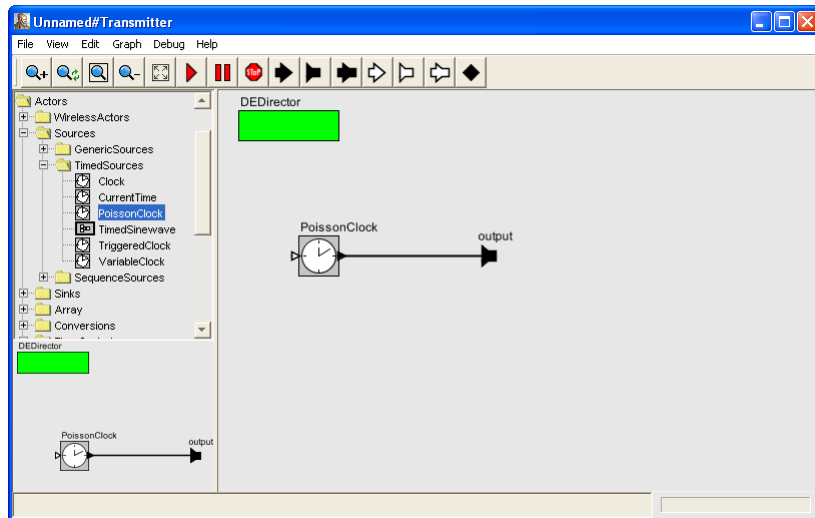 Unnamed#Transmitter
File View Edit Graph Debug Help
STOP
Actors
WirelessActors
Sources
GenericSources
TimedSources
Clock
CurrentTime
PoissonClock
TimedSinewave
TriggeredClock
VariableClock
SequenceSources
Sinks
Array
Conversions
DEDirector
PoissonClock
output
DEDirector
PoissonClock
output